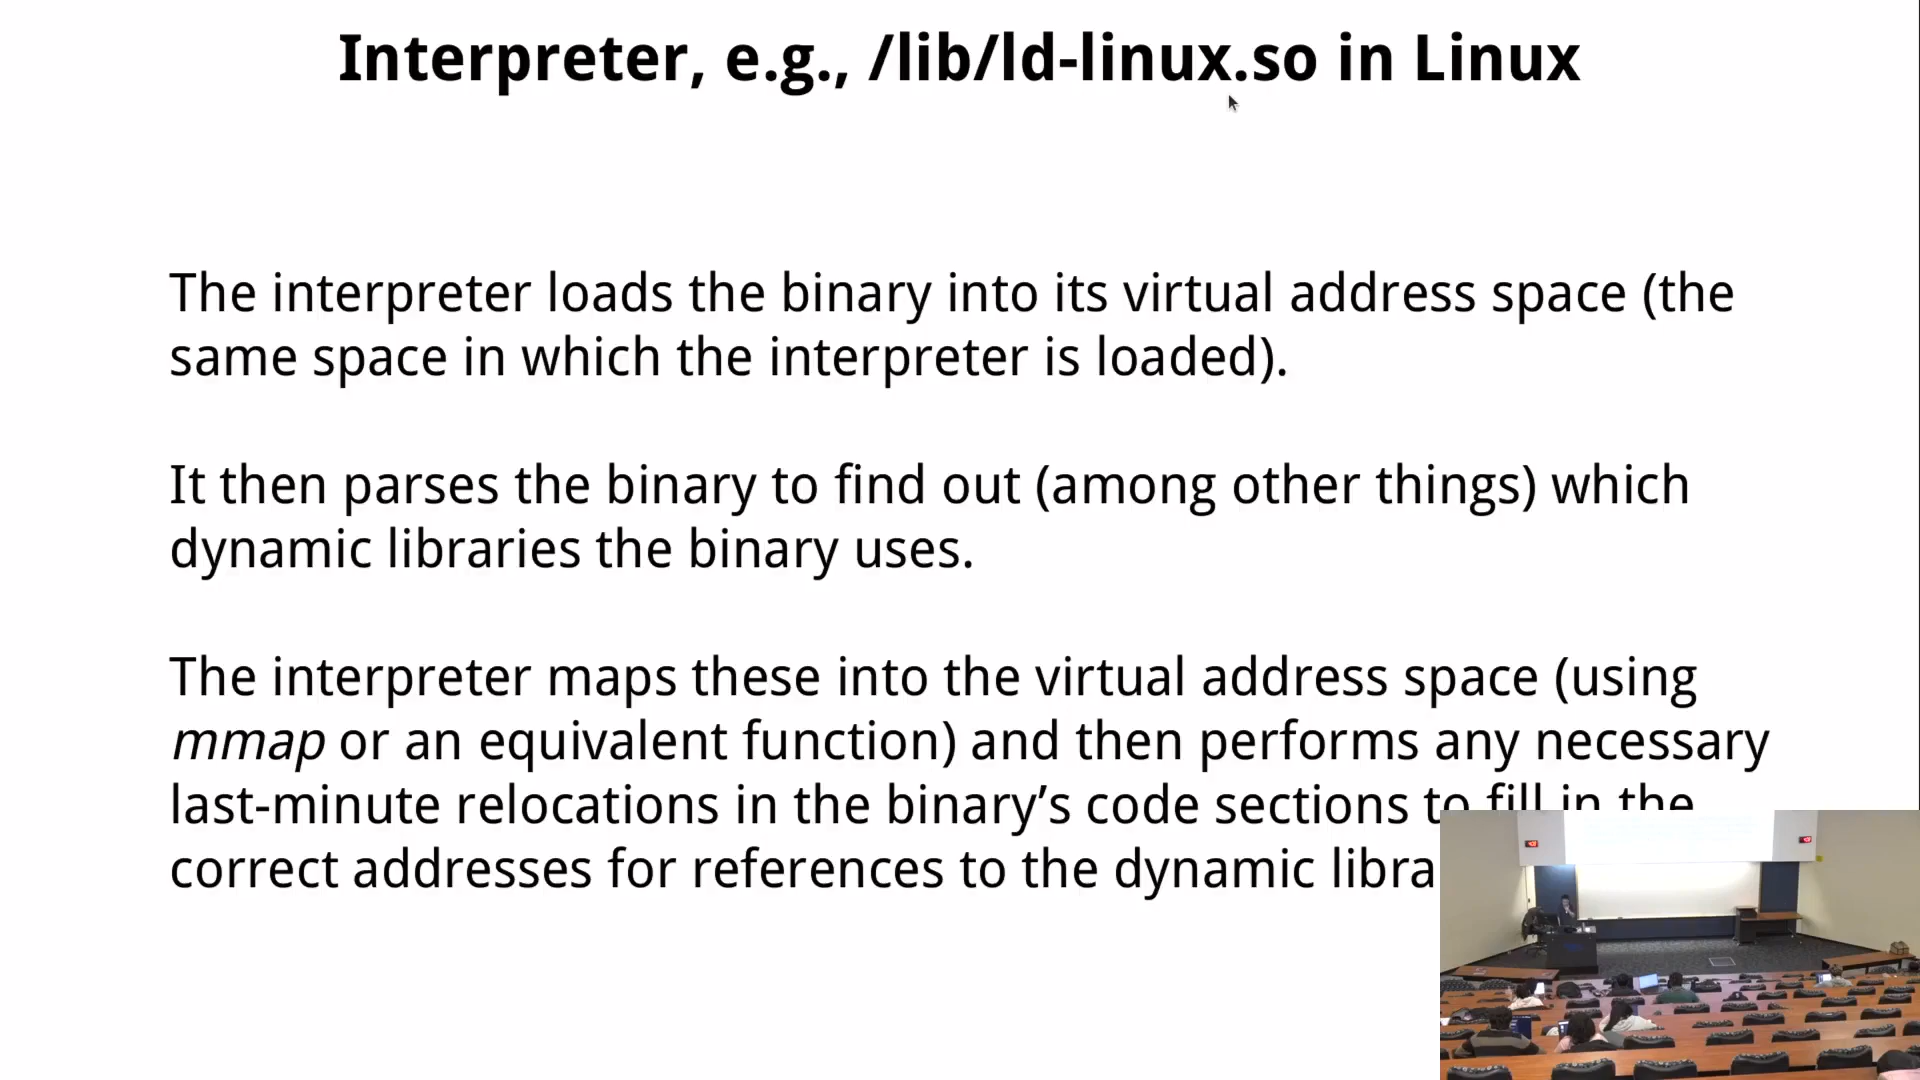 Interpreter, e.g., /lib/ld-linux.so in Linux
The interpreter loads the binary into its virtual address space (the
same space in which the interpreter is loaded).
It then parses the binary to find out (among other things) which
dynamic libraries the binary uses.
The interpreter maps these into the virtual address space (using
mmap or an equivalent function) and then performs any necessary
last-minute relocations in the binary’s code sections to fill in the
correct addresses for references to the dynamic